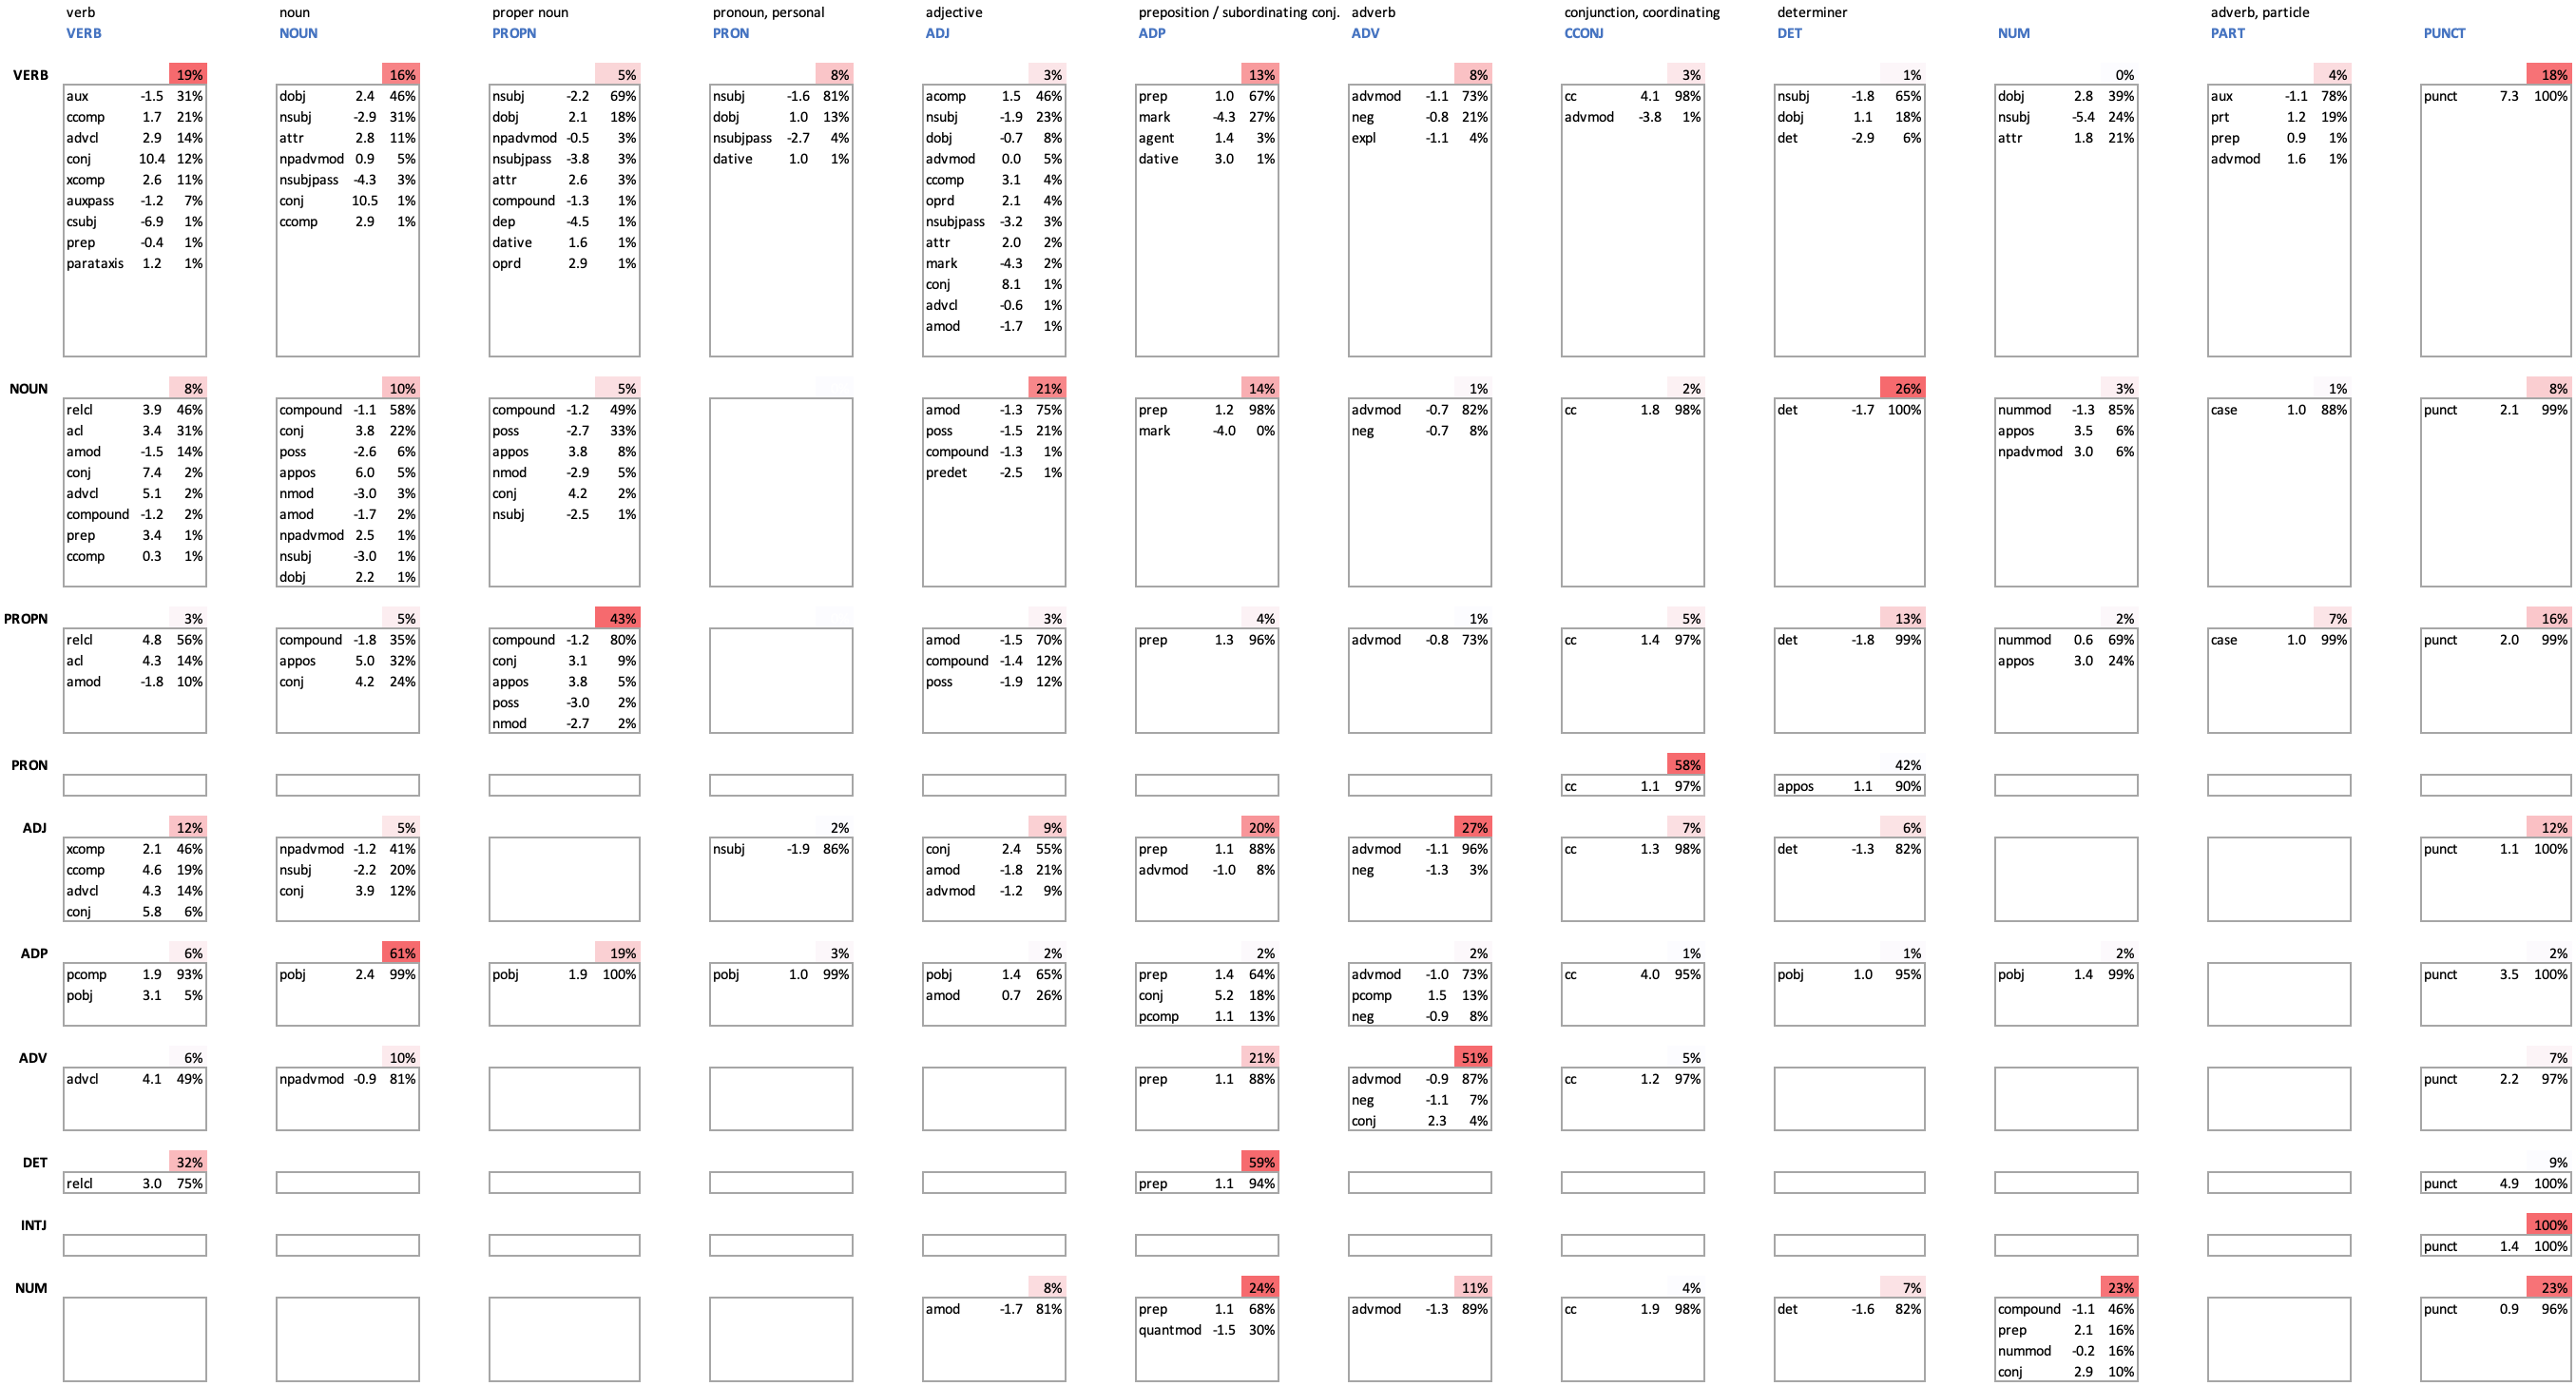 verb noun proper noun pronoun, personal adjective preposition / subordinating conj. adverb conjunction, coordinating determiner adverb, particle
VERB NOUN PROPN PRON ADJ ADP ADV CCONJ DET NUM PART PUNCT
VERB 19% 16% 5% 8% 3% 13% 8% 3% 1% 0% 4% 18%
aux -1.5 31% dobj 2.4 46% nsubj -2.2 69% nsubj -1.6 81% acomp 1.5 46% prep 1.0 67% advmod -1.1 73% cc 4.1 98% nsubj -1.8 65% dobj 2.8 39% aux -1.1 78% punct 7.3 100%
ccomp 1.7 21% nsubj -2.9 31% dobj 2.1 18% dobj 1.0 13% nsubj -1.9 23% mark -4.3 27% neg -0.8 21% advmod -3.8 1% dobj 1.1 18% nsubj -5.4 24% prt 1.2 19%
advcl 2.9 14% attr 2.8 11% npadvmod -0.5 3% nsubjpass -2.7 4% dobj -0.7 8% agent 1.4 3% expl -1.1 4% det -2.9 6% attr 1.8 21% prep 0.9 1%
conj 10.4 12% npadvmod 0.9 5% nsubjpass -3.8 3% dative 1.0 1% advmod 0.0 5% dative 3.0 1% advmod 1.6 1%
xcomp 2.6 11% nsubjpass -4.3 3% attr 2.6 3% ccomp 3.1 4%
auxpass -1.2 7% conj 10.5 1% compound -1.3 1% oprd 2.1 4%
csubj -6.9 1% ccomp 2.9 1% dep -4.5 1% nsubjpass -3.2 3%
prep -0.4 1% dative 1.6 1% attr 2.0 2%
parataxis 1.2 1% oprd 2.9 1% mark -4.3 2%
conj 8.1 1%
advcl -0.6 1%
amod -1.7 1%
NOUN 8% 10% 5% 21% 14% 1% 2% 26% 3% 1% 8%
relcl 3.9 46% compound -1.1 58% compound -1.2 49% amod -1.3 75% prep 1.2 98% advmod -0.7 82% cc 1.8 98% det -1.7 100% nummod -1.3 85% case 1.0 88% punct 2.1 99%
acl 3.4 31% conj 3.8 22% poss -2.7 33% poss -1.5 21% mark -4.0 0% neg -0.7 8% appos 3.5 6%
amod -1.5 14% poss -2.6 6% appos 3.8 8% compound -1.3 1% npadvmod 3.0 6%
conj 7.4 2% appos 6.0 5% nmod -2.9 5% predet -2.5 1%
advcl 5.1 2% nmod -3.0 3% conj 4.2 2%
compound -1.2 2% amod -1.7 2% nsubj -2.5 1%
prep 3.4 1% npadvmod 2.5 1%
ccomp 0.3 1% nsubj -3.0 1%
dobj 2.2 1%
PROPN 3% 5% 43% 3% 4% 1% 5% 13% 2% 7% 16%
relcl 4.8 56% compound -1.8 35% compound -1.2 80% amod -1.5 70% prep 1.3 96% advmod -0.8 73% cc 1.4 97% det -1.8 99% nummod 0.6 69% case 1.0 99% punct 2.0 99%
acl 4.3 14% appos 5.0 32% conj 3.1 9% compound -1.4 12% appos 3.0 24%
amod -1.8 10% conj 4.2 24% appos 3.8 5% poss -1.9 12%
poss -3.0 2%
nmod -2.7 2%
PRON 58% 42%
cc 1.1 97% appos 1.1 90%
ADJ 12% 5% 2% 9% 20% 27% 7% 6% 12%
xcomp 2.1 46% npadvmod -1.2 41% nsubj -1.9 86% conj 2.4 55% prep 1.1 88% advmod -1.1 96% cc 1.3 98% det -1.3 82% punct 1.1 100%
ccomp 4.6 19% nsubj -2.2 20% amod -1.8 21% advmod -1.0 8% neg -1.3 3%
advcl 4.3 14% conj 3.9 12% advmod -1.2 9%
conj 5.8 6%
ADP 6% 61% 19% 3% 2% 2% 2% 1% 1% 2% 2%
pcomp 1.9 93% pobj 2.4 99% pobj 1.9 100% pobj 1.0 99% pobj 1.4 65% prep 1.4 64% advmod -1.0 73% cc 4.0 95% pobj 1.0 95% pobj 1.4 99% punct 3.5 100%
pobj 3.1 5% amod 0.7 26% conj 5.2 18% pcomp 1.5 13%
pcomp 1.1 13% neg -0.9 8%
ADV 6% 10% 21% 51% 5% 7%
advcl 4.1 49% npadvmod -0.9 81% prep 1.1 88% advmod -0.9 87% cc 1.2 97% punct 2.2 97%
neg -1.1 7%
conj 2.3 4%
DET 32% 59% 9%
relcl 3.0 75% prep 1.1 94% punct 4.9 100%
INTJ 100%
punct 1.4 100%
NUM 8% 24% 11% 4% 7% 23% 23%
amod -1.7 81% prep 1.1 68% advmod -1.3 89% cc 1.9 98% det -1.6 82% compound -1.1 46% punct 0.9 96%
quantmod -1.5 30% prep 2.1 16%
nummod -0.2 16%
conj 2.9 10%